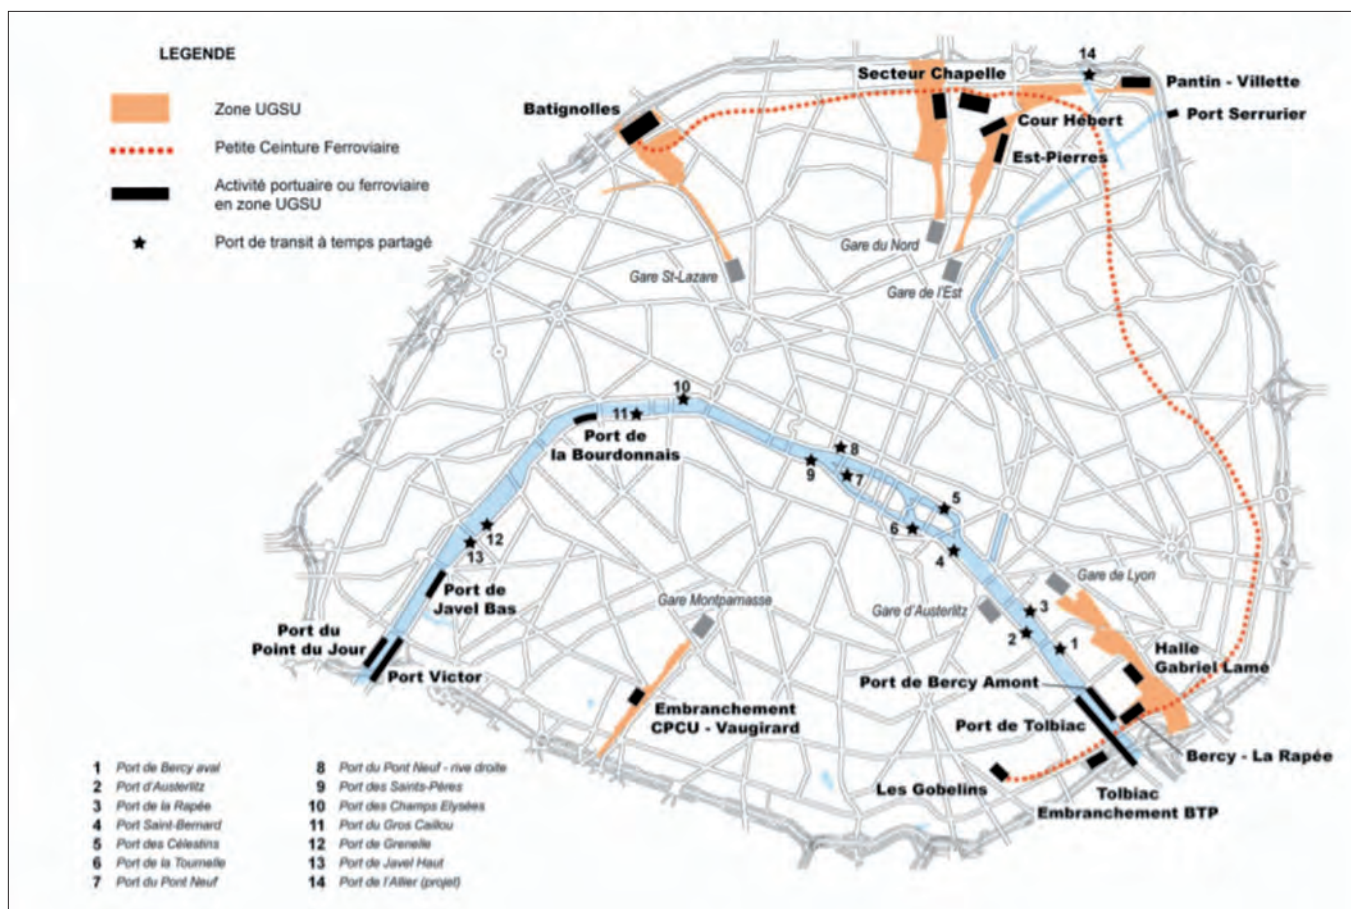 LEGENDE
Zone UGSU
Petite Ceinture Ferroviaire
Activité portuaire ou ferroviaire
en zone UGSU
Port de transit à temps partagé
14
Secteur Chapelle
Pantin - Villette
Batignolles
Cour Hébert
Port Serrurier
Est-Pierres
Gare du Nord
Gare St-Lazare
Gare de l'Est
10
11
Port de
la Bourdonnais
8
9
7
5
6
4
12
13
Gare de Lyon
Port de
Javel Bas
Gare Montparnasse
Gare d'Austerlitz
3
2
1
Port du
Point du Jour
Halle
Gabriel Lamé
Port Victor
Port de Bercy Amont
Embranchement
CPCU - Vaugirard
Port de Tolbiac
Bercy - La Rapée
Les Gobelins
Tolbiac
Embranchement BTP
1 Port de Bercy aval
2 Port d'Austerlitz
3 Port de la Rapée
4 Port Saint-Bernard
5 Port des Célestins
6 Port de la Tournelle
7 Port du Pont Neuf
8 Port du Pont Neuf - rive droite
9 Port des Saints-Pères
10 Port des Champs Elysées
11 Port du Gros Caillou
12 Port de Grenelle
13 Port de Javel Haut
14 Port de l'Allier (projet)